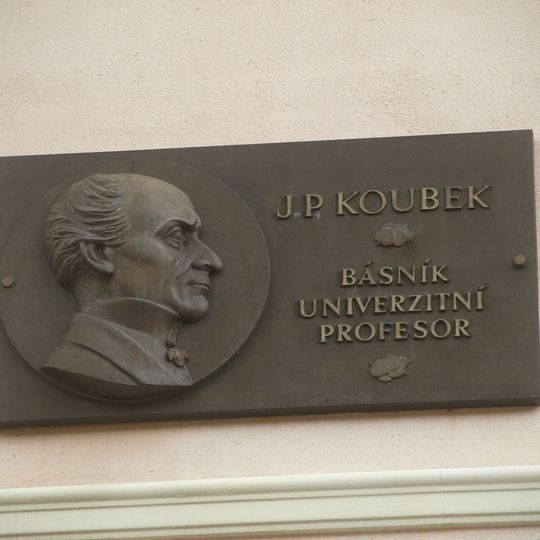 J.P. KOUBEK
BÁSNÍK
UNIVERZITNÍ
PROFESOR